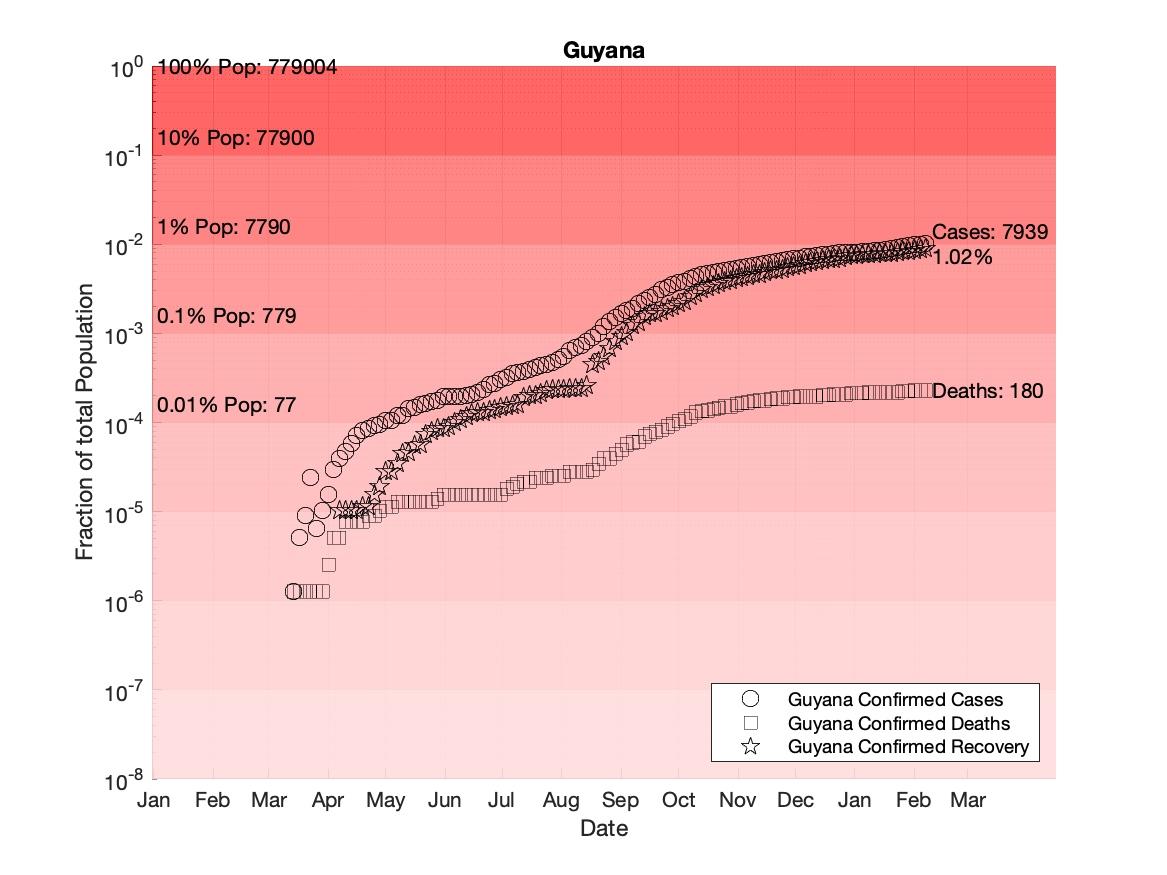 Guyana
10^0
100% Pop: 779004
10% Pop: 77900
10^-1
1% Pop: 7790
10^-2
Cases: 7939
1.02%
0.1% Pop: 779
10^-3
0.01% Pop: 77
Deaths: 180
10^-4
10^-5
10^-6
10^-7
10^-8
Fraction of total Population
Guyana Confirmed Cases
Guyana Confirmed Deaths
Guyana Confirmed Recovery
Jan Feb Mar Apr May Jun Jul Aug Sep Oct Nov Dec Jan Feb Mar
Date